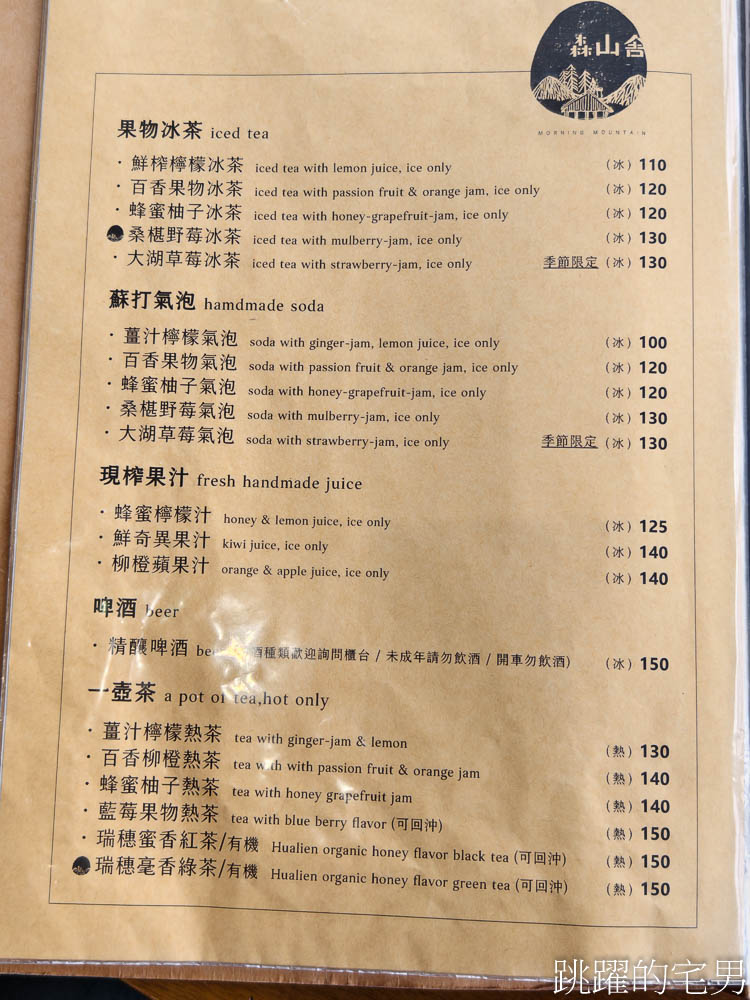 森山舍
MORNING MOUNTAIN
果物冰茶 iced tea
・鮮榨檸檬冰茶 iced tea with lemon juice, ice only （冰）110
・百香果物冰茶 iced tea with passion fruit & orange jam, ice only （冰）120
・蜂蜜柚子冰茶 iced tea with honey-grapefruit-jam, ice only （冰）120
桑椹野莓冰茶 iced tea with mulberry-jam, ice only （冰）130
・大湖草莓冰茶 iced tea with strawberry-jam, ice only 季節限定（冰）130
蘇打氣泡 hamdmade soda
・薑汁檸檬氣泡 soda with ginger-jam, lemon juice, ice only （冰）100
・百香果物氣泡 soda with passion fruit & orange jam, ice only （冰）120
・蜂蜜柚子氣泡 soda with honey-grapefruit-jam, ice only （冰）120
・桑椹野莓氣泡 soda with mulberry-jam, ice only （冰）130
・大湖草莓氣泡 soda with strawberry-jam, ice only 季節限定（冰）130
現榨果汁 fresh handmade juice
・蜂蜜檸檬汁 honey & lemon juice, ice only （冰）125
・鮮奇異果汁 kiwi juice, ice only （冰）140
・柳橙蘋果汁 orange & apple juice, ice only （冰）140
啤酒 beer
・精釀啤酒 酒種類歡迎詢問櫃台 / 未成年請勿飲酒 / 開車勿飲酒） （冰）150
一壺茶 a pot of tea,hot only
・薑汁檸檬熱茶 tea with ginger-jam & lemon （熱）130
・百香柳橙熱茶 tea with with passion fruit & orange jam （熱）140
・蜂蜜柚子熱茶 tea with honey grapefruit jam （熱）140
・藍莓果物熱茶 tea with blue berry flavor (可回沖) （熱）150
・瑞穗蜜香紅茶/有機 Hualien organic honey flavor black tea (可回沖) （熱）150
瑞穗毫香綠茶/有機 Hualien organic honey flavor green tea (可回沖) （熱）150
跳躍的宅男